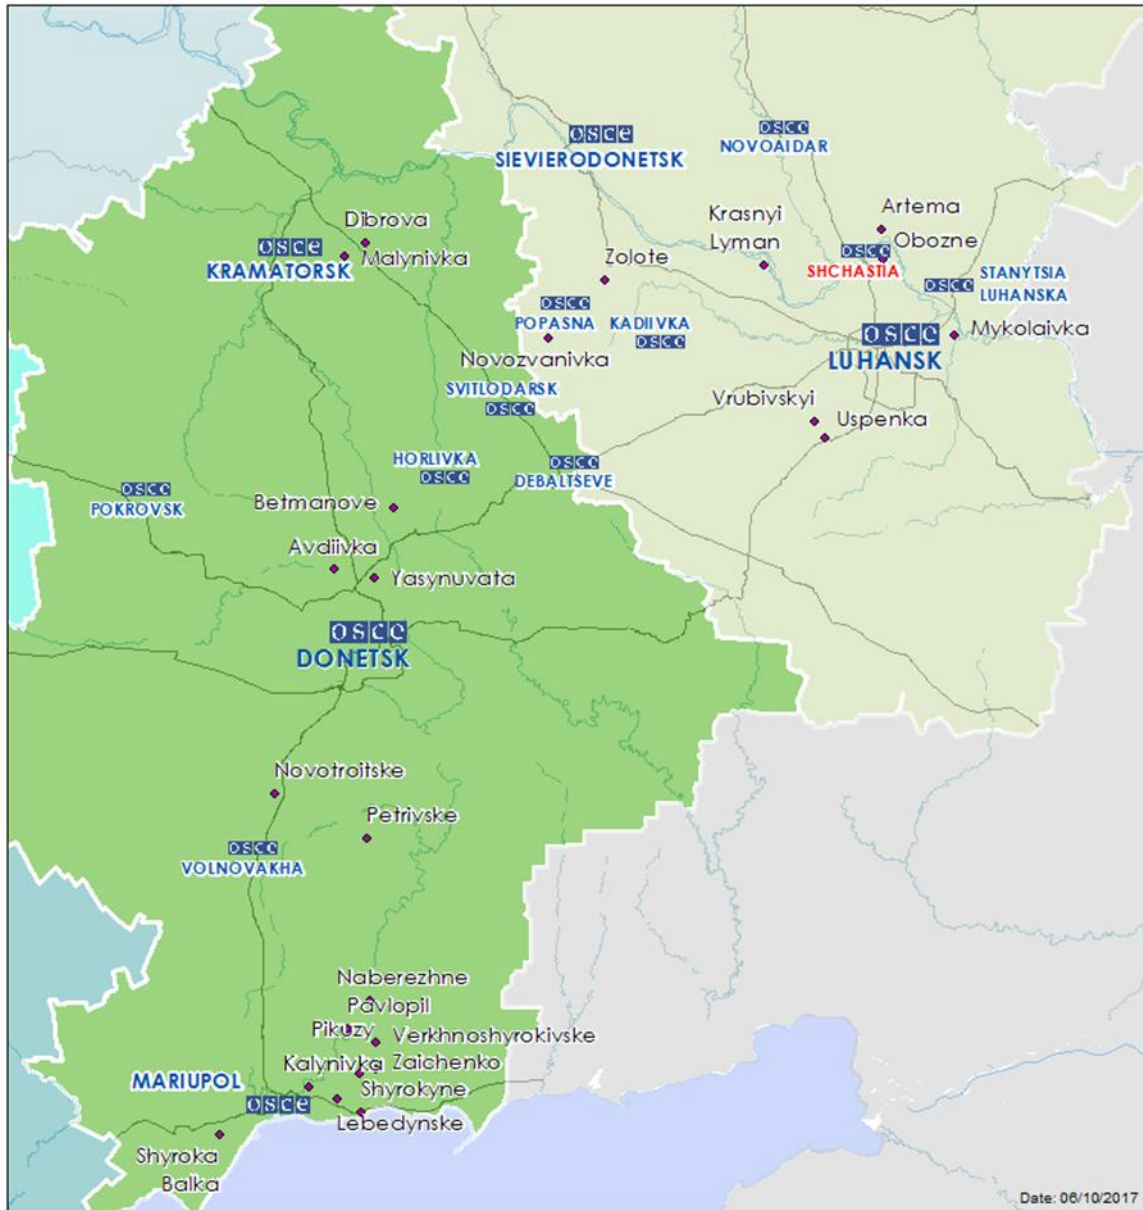 osce
SIEVIERODONETSK
osce
NOVOAIDAR
Dibrova
osce
KRAMATORSK
Malynivka
Krasnyi
Lyman
Artema
Obozne
osce
SHCHASTIA
Zolote
osce
STANYTSIA
LUHANSKA
osce
POPASNA
KADIIVKA
osce
osce
LUHANSK
Mykolaivka
Novozvanivka
SVITLODARSK
osce
Vrubivskyi
Uspenka
HORLIVKA
osce
osce
DEBALTSEVE
osce
POKROVSK
Betmanove
Avdiivka
Yasynuvata
osce
DONETSK
Novotroitske
Petrivske
osce
VOLNOVAKHA
Naberezhne
Pavlopil
Pikuzy
Verkhnoshyrokivske
Kalynivka
Zaichenko
MARIUPOL
osce
Shyrokyne
Lebedynske
Shyroka
Balka
Date: 06/10/2017